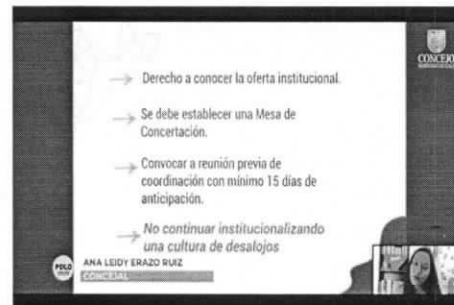 CONCEJO
Derecho a conocer la oferta institucional.
Se debe establecer una Mesa de
Concertación.
Convocar a reunión previa de
coordinación con mínimo 15 días de
anticipación.
No continuar institucionalizando
una cultura de desalojos
POLO
ANA LEIDY ERAZO RUIZ
CONCEJAL